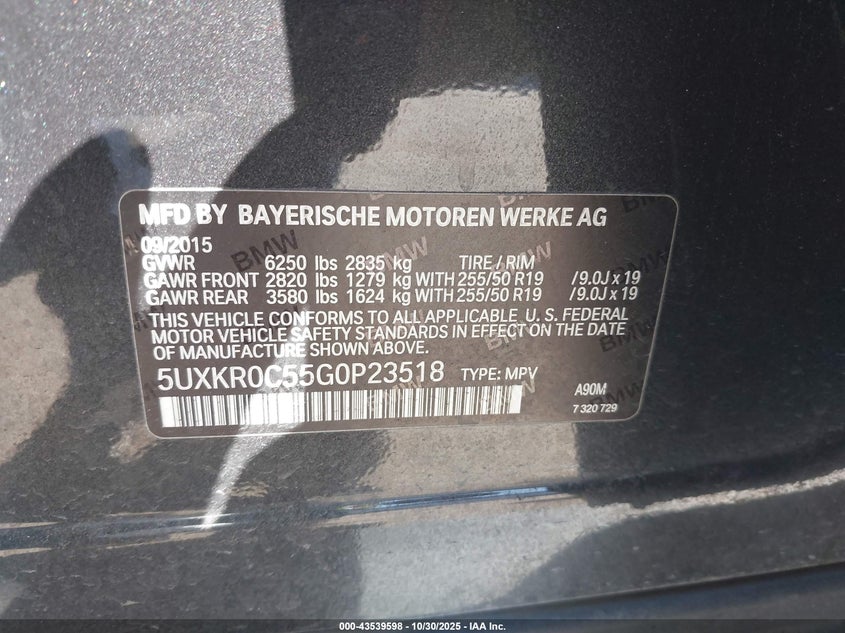 MFD BY BAYERISCHE MOTOREN WERKE AG
09/2015
GVWR 6250 lbs 2835 kg TIRE / RIM
GAWR FRONT 2820 lbs 1279 kg WITH 255/50 R19 /9.0J x 19
GAWR REAR 3580 lbs 1624 kg WITH 255/50 R19 /9.0J x 19
THIS VEHICLE CONFORMS TO ALL APPLICABLE U. S. FEDERAL
MOTOR VEHICLE SAFETY STANDARDS IN EFFECT ON THE DATE
OF MANUFACTURE SHOWN ABOVE.
5UXKR0C55G0P23518 TYPE: MPV
A90M
7 320 729
000-43539598 - 10/30/2025 - IAA Inc.